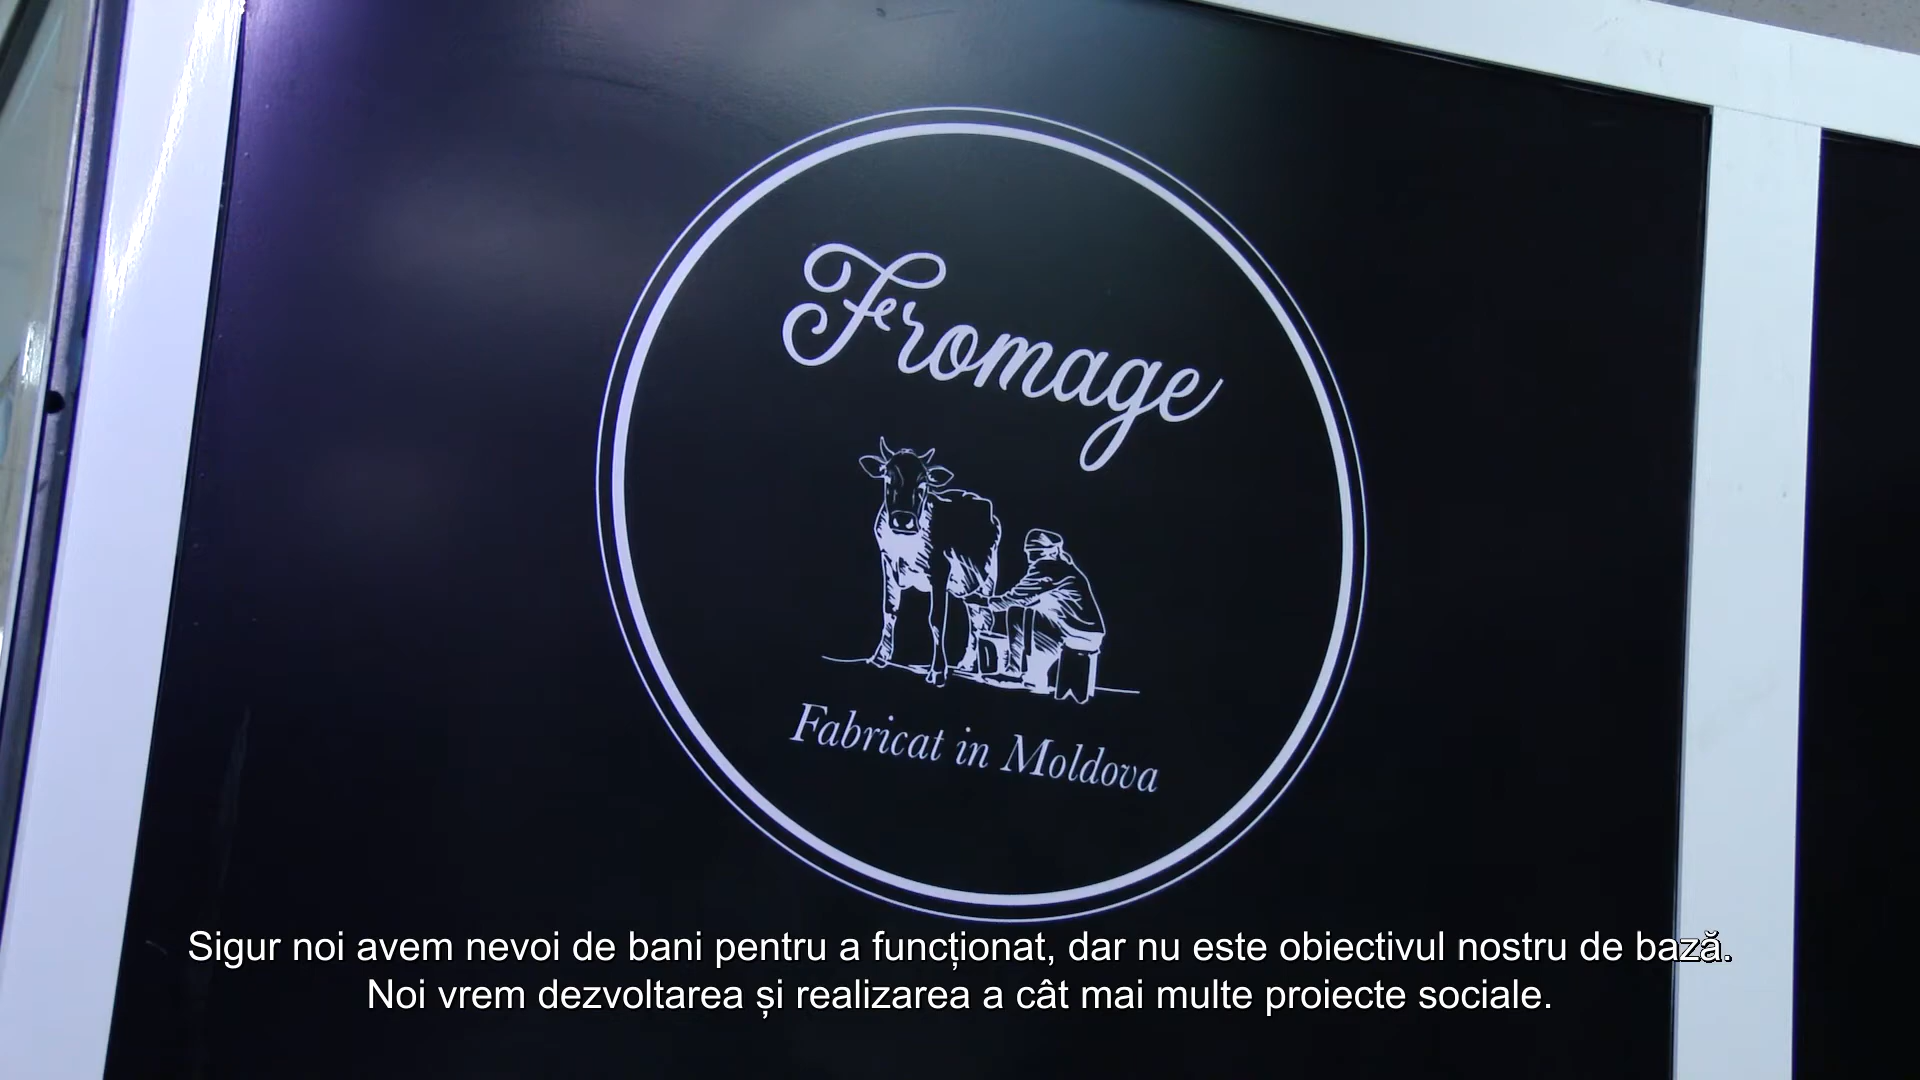 Fromage
Fabricat in Moldova
Sigur noi avem nevoi de bani pentru a funcționat, dar nu este obiectivul nostru de bază.
Noi vrem dezvoltarea și realizarea a cât mai multe proiecte sociale.